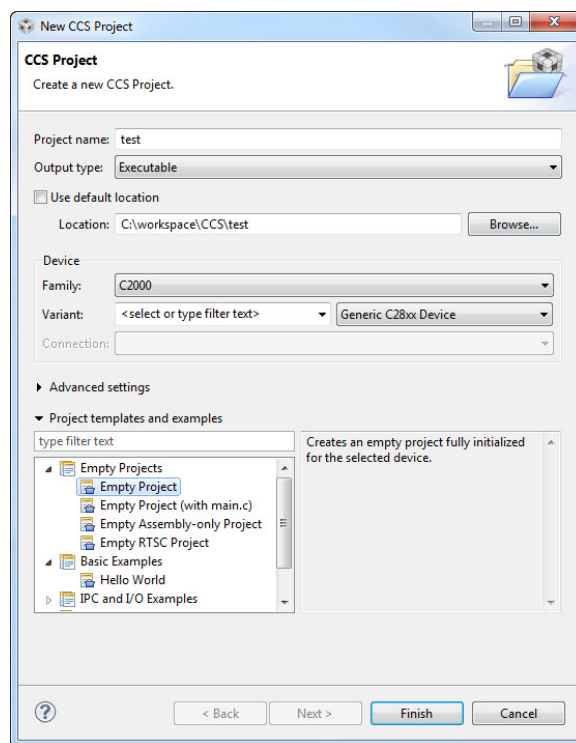 New CCS Project
CCS Project
Create a new CCS Project.
Project name: test
Output type: Executable
Use default location
Location: C:\workspace\CCS\test Browse...
Device
Family: C2000
Variant: <select or type filter text> Generic C28xx Device
Connection:
Advanced settings
Project templates and examples
type filter text
Empty Projects
Empty Project
Empty Project (with main.c)
Empty Assembly-only Project
Empty RTSC Project
Basic Examples
Hello World
IPC and I/O Examples
Creates an empty project fully initialized
for the selected device.
? < Back Next > Finish Cancel